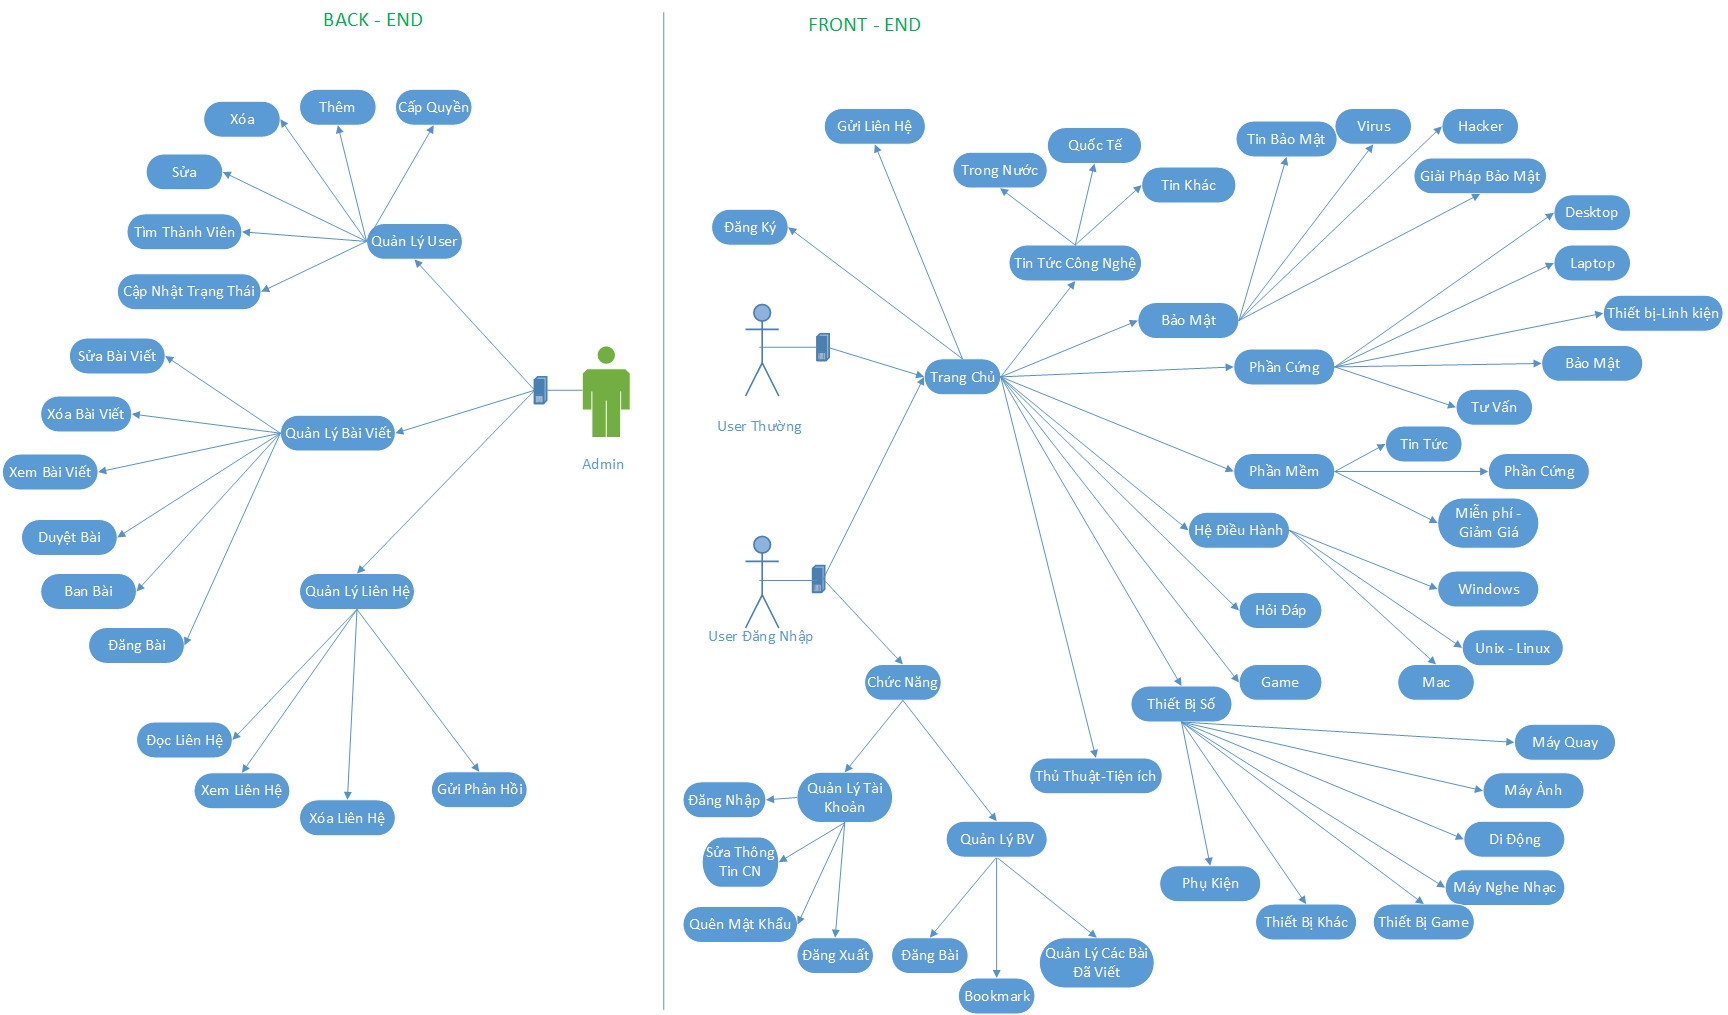 BACK - END
Cấp Quyền
Thêm
Xóa
Sửa
Tìm Thành Viên
Quản Lý User
Cập Nhật Trạng Thái
Sửa Bài Viết
Xóa Bài Viết
Quản Lý Bài Viết
Xem Bài Viết
Admin
Duyệt Bài
Ban Bài
Đăng Bài
Quản Lý Liên Hệ
Đọc Liên Hệ
Xem Liên Hệ
Xóa Liên Hệ
Gửi Phản Hồi
FRONT - END
Gửi Liên Hệ
Đăng Ký
Quốc Tế
Trong Nước
Tin Khác
Tin Tức Công Nghệ
Tin Bảo Mật
Virus
Hacker
Giải Pháp Bảo Mật
Bảo Mật
Desktop
Laptop
Thiết bị-Linh kiện
Bảo Mật
Tư Vấn
Phần Cứng
Trang Chủ
User Thường
Phần Mềm
Tin Tức
Phần Cứng
Miễn phí -
Giảm Giá
Hệ Điều Hành
Windows
Unix - Linux
Mac
Hỏi Đáp
Game
User Đăng Nhập
Chức Năng
Thiết Bị Số
Máy Quay
Máy Ảnh
Di Động
Máy Nghe Nhạc
Thiết Bị Game
Thiết Bị Khác
Phụ Kiện
Thủ Thuật-Tiện ích
Quản Lý Tài
Khoản
Đăng Nhập
Sửa Thông
Tin CN
Quên Mật Khẩu
Đăng Xuất
Quản Lý BV
Đăng Bài
Bookmark
Quản Lý Các Bài
Đã Viết